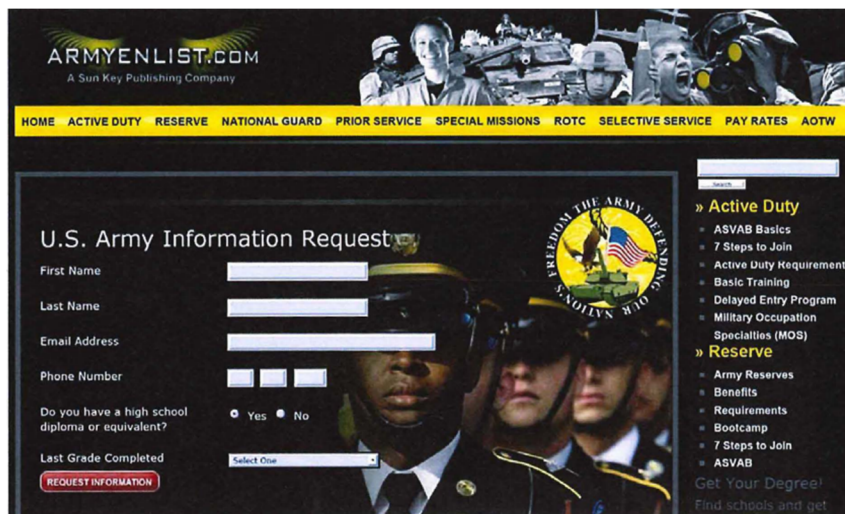 ARMYENLIST.COM
A Sun Key Publishing Company
HOME ACTIVE DUTY RESERVE NATIONAL GUARD PRIOR SERVICE SPECIAL MISSIONS ROTC SELECTIVE SERVICE PAY RATES AOTW
Search
» Active Duty
ASVAB Basics
7 Steps to Join
Active Duty Requirement
Basic Training
Delayed Entry Program
Military Occupation
Specialties (MOS)
» Reserve
Army Reserves
Benefits
Requirements
Bootcamp
7 Steps to Join
ASVAB
Get Your Degree!
Find schools and get
THE ARMY DEFENDING OUR NATION'S FREEDOM
U.S. Army Information Request
First Name
Last Name
Email Address
Phone Number
Do you have a high school
diploma or equivalent?
Yes No
Last Grade Completed
Select One
REQUEST INFORMATION